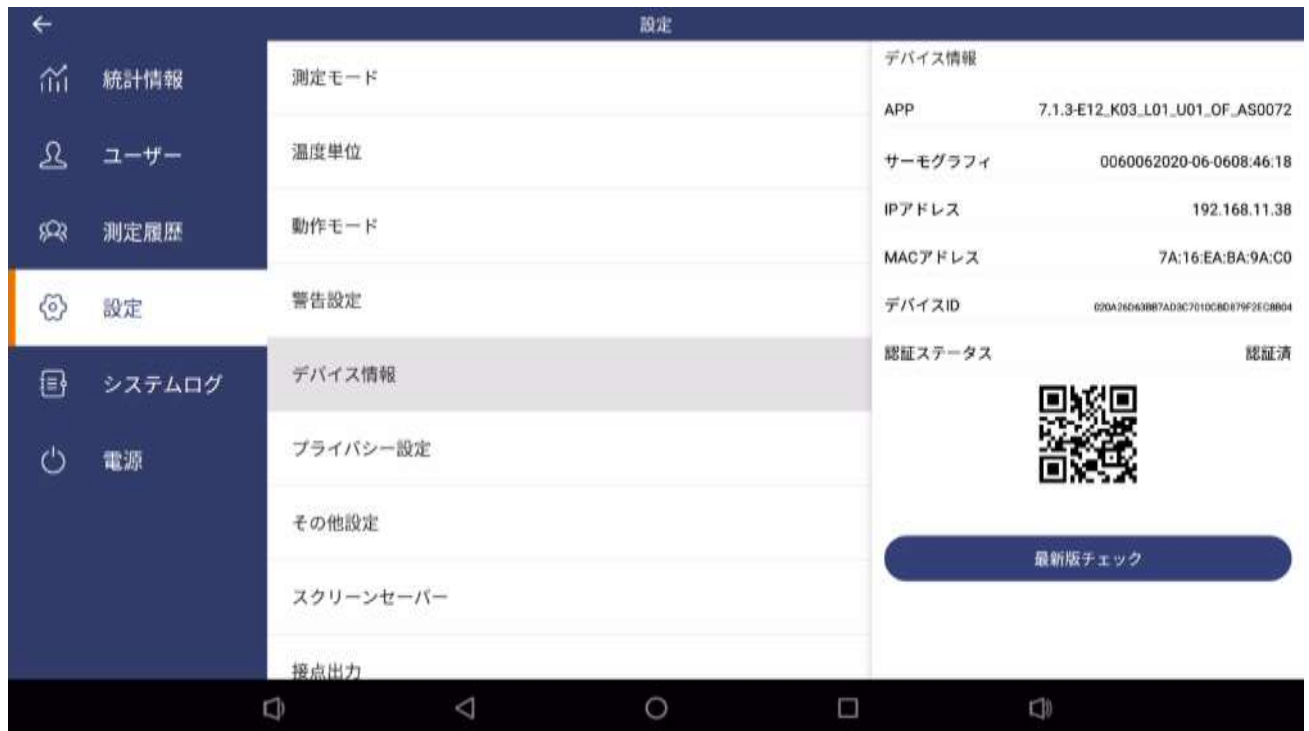 設定
統計情報
ユーザー
測定履歴
設定
システムログ
電源
測定モード
温度単位
動作モード
警告設定
デバイス情報
プライバシー設定
その他設定
スクリーンセーバー
接点出力
デバイス情報
APP 7.1.3-E12_K03_L01_U01_OF_AS0072
サーモグラフィ 0060062020-06-0608:46:18
IPアドレス 192.168.11.38
MACアドレス 7A:16:EA:BA:9A:C0
デバイスID
認証ステータス 認証済
最新版チェック